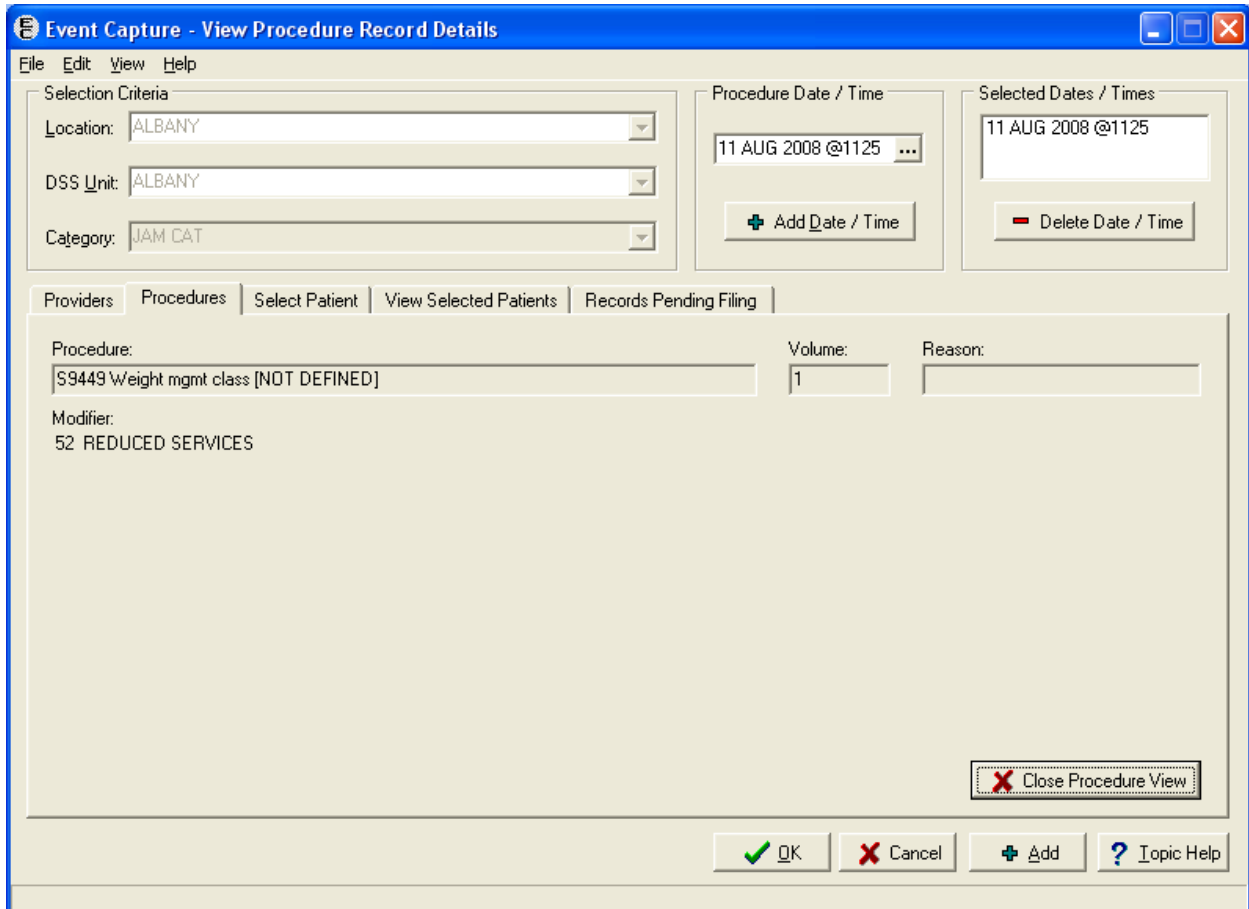 Event Capture - View Procedure Record Details
File Edit View Help
Selection Criteria
Location: ALBANY
DSS Unit: ALBANY
Category: JAM CAT
Procedure Date / Time
11 AUG 2008 @1125 ...
Add Date / Time
Selected Dates / Times
11 AUG 2008 @1125
Delete Date / Time
Providers Procedures Select Patient View Selected Patients Records Pending Filing
Procedure: Volume: Reason:
S9449 Weight mgmt class [NOT DEFINED] 1
Modifier:
52 REDUCED SERVICES
Close Procedure View
OK Cancel Add ? Topic Help